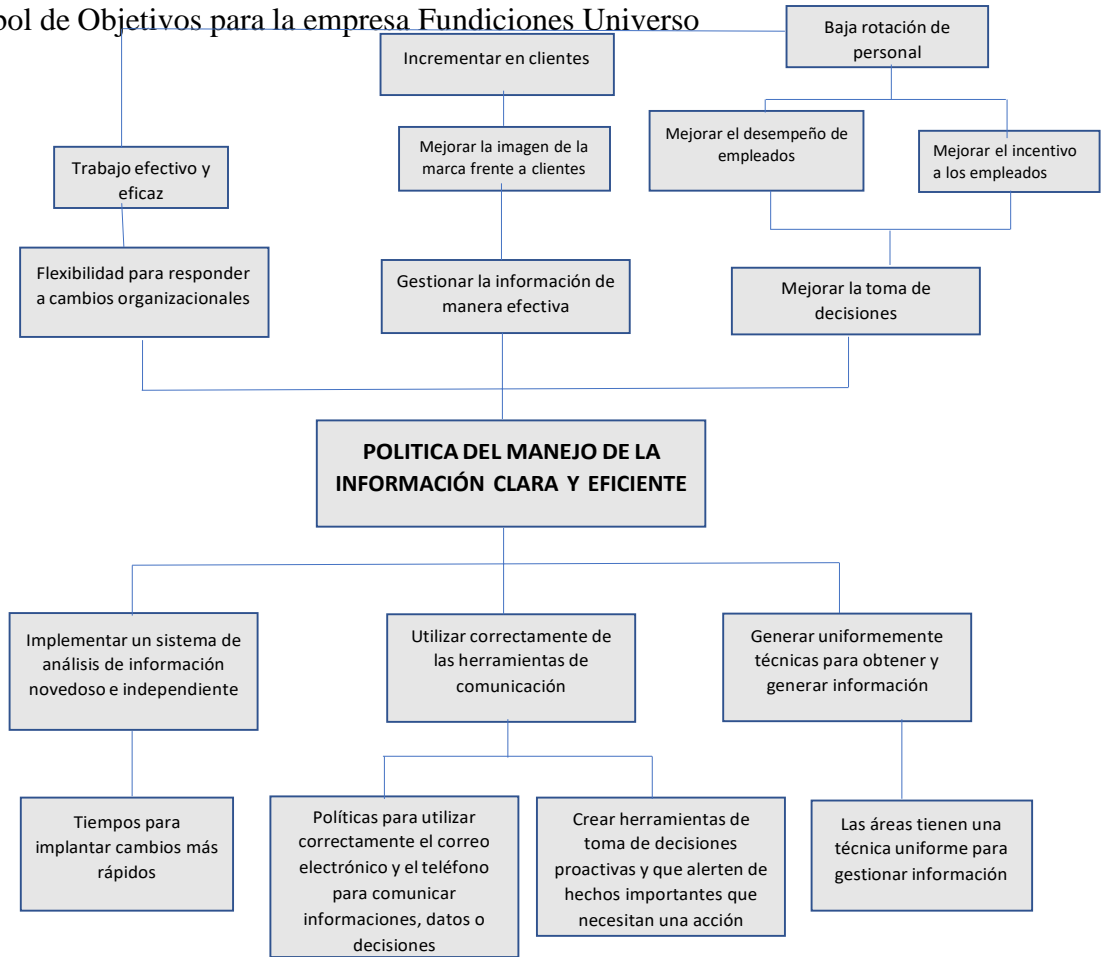 bol de Objetivos para la empresa Fundiciones Universo
Baja rotación de
personal
Incrementar en clientes
Mejorar el desempeño de
empleados
Mejorar la imagen de la
marca frente a clientes
Mejorar el incentivo
a los empleados
Trabajo efectivo y
eficaz
Flexibilidad para responder
a cambios organizacionales
Gestionar la información de
manera efectiva
Mejorar la toma de
decisiones
POLITICA DEL MANEJO DE LA
INFORMACIÓN CLARA Y EFICIENTE
Implementar un sistema de
análisis de información
novedoso e independiente
Utilizar correctamente de
las herramientas de
comunicación
Generar uniformemente
técnicas para obtener y
generar información
Tiempos para
implantar cambios más
rápidos
Políticas para utilizar
correctamente el correo
electrónico y el teléfono
para comunicar
informaciones, datos o
decisiones
Crear herramientas de
toma de decisiones
proactivas y que alerten de
hechos importantes que
necesitan una acción
Las áreas tienen una
técnica uniforme para
gestionar información